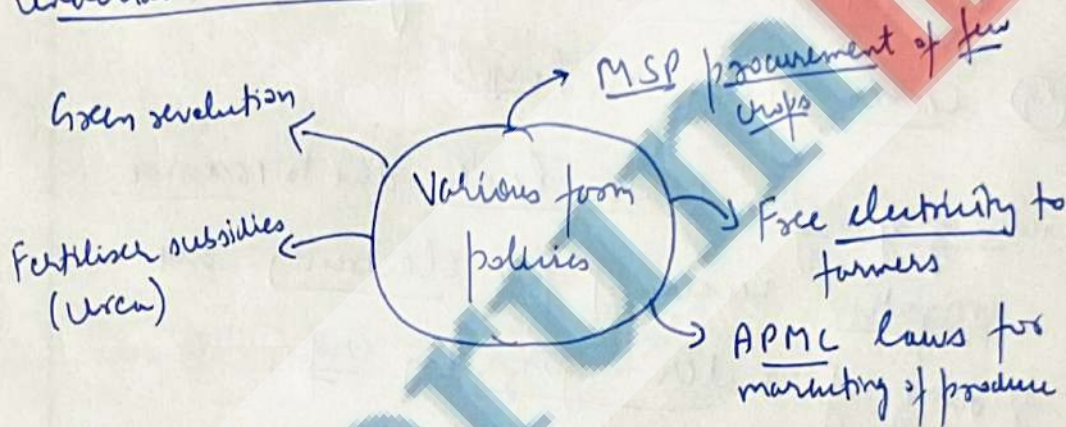 MSP procurement of few
crops
Green revolution
Various farm
policies
Free electricity to
farmers
Fertiliser subsidies
(Urea)
APMC laws for
marketing of produce